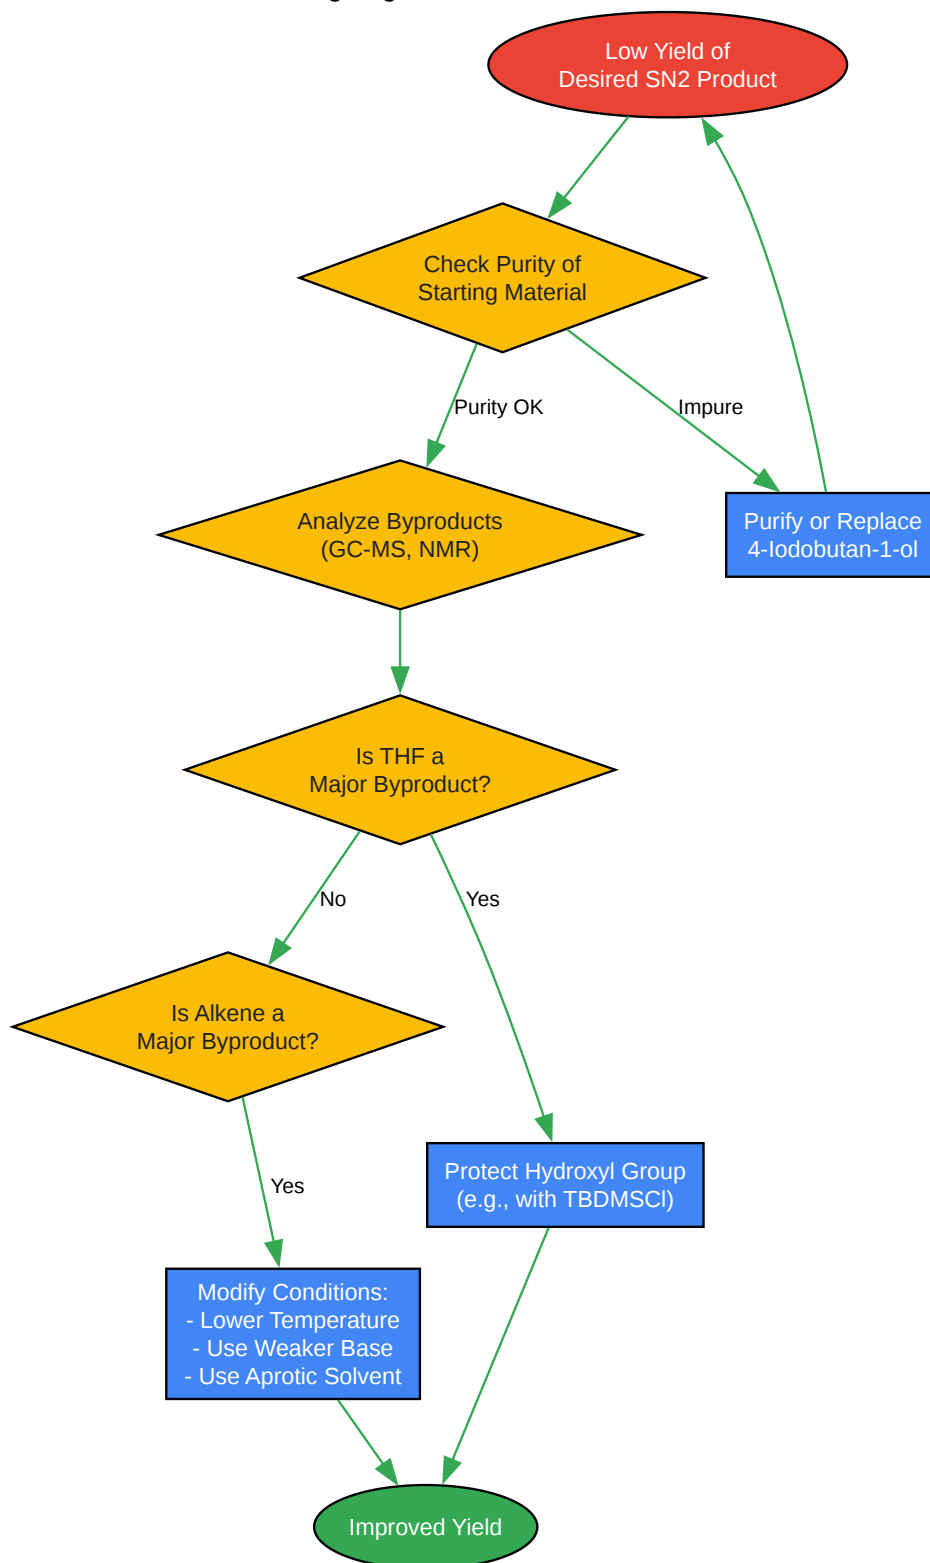 Low Yield of
Desired SN2 Product
Check Purity of
Starting Material
Purity OK
Impure
Analyze Byproducts
(GC-MS, NMR)
Purify or Replace
4-Iodobutan-1-ol
Is THF a
Major Byproduct?
No
Yes
Is Alkene a
Major Byproduct?
Yes
Protect Hydroxyl Group
(e.g., with TBDMSCl)
Modify Conditions:
- Lower Temperature
- Use Weaker Base
- Use Aprotic Solvent
Improved Yield